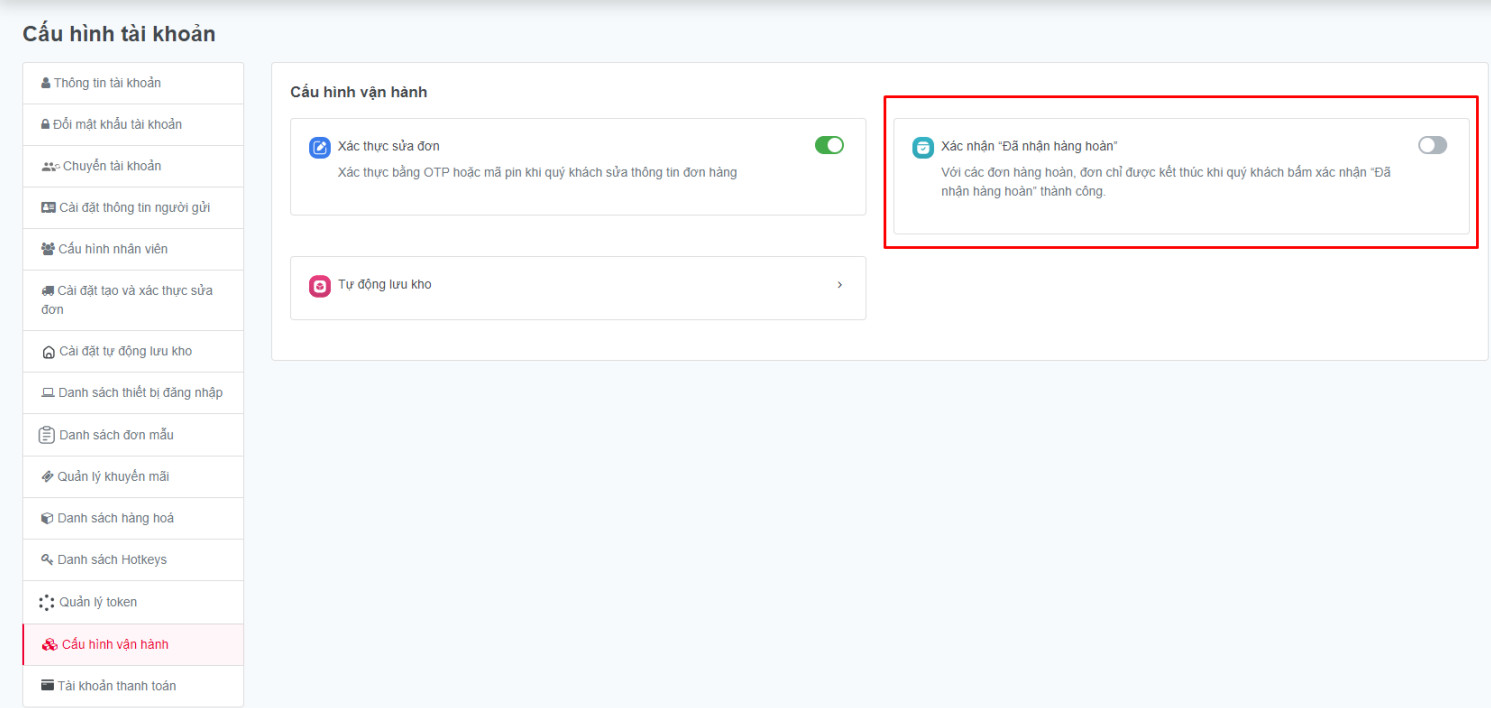 Cấu hình tài khoản
Thông tin tài khoản
Đổi mật khẩu tài khoản
Chuyển tài khoản
Cài đặt thông tin người gửi
Cấu hình nhân viên
Cài đặt tạo và xác thực sửa
đơn
Cài đặt tự động lưu kho
Danh sách thiết bị đăng nhập
Danh sách đơn mẫu
Quản lý khuyến mãi
Danh sách hàng hoá
Danh sách Hotkeys
Quản lý token
Cấu hình vận hành
Tài khoản thanh toán
Cấu hình vận hành
Xác thực sửa đơn
Xác thực bằng OTP hoặc mã pin khi quý khách sửa thông tin đơn hàng
Xác nhận “Đã nhận hàng hoàn”
Với các đơn hàng hoàn, đơn chỉ được kết thúc khi quý khách bấm xác nhận “Đã
nhận hàng hoàn” thành công.
Tự động lưu kho